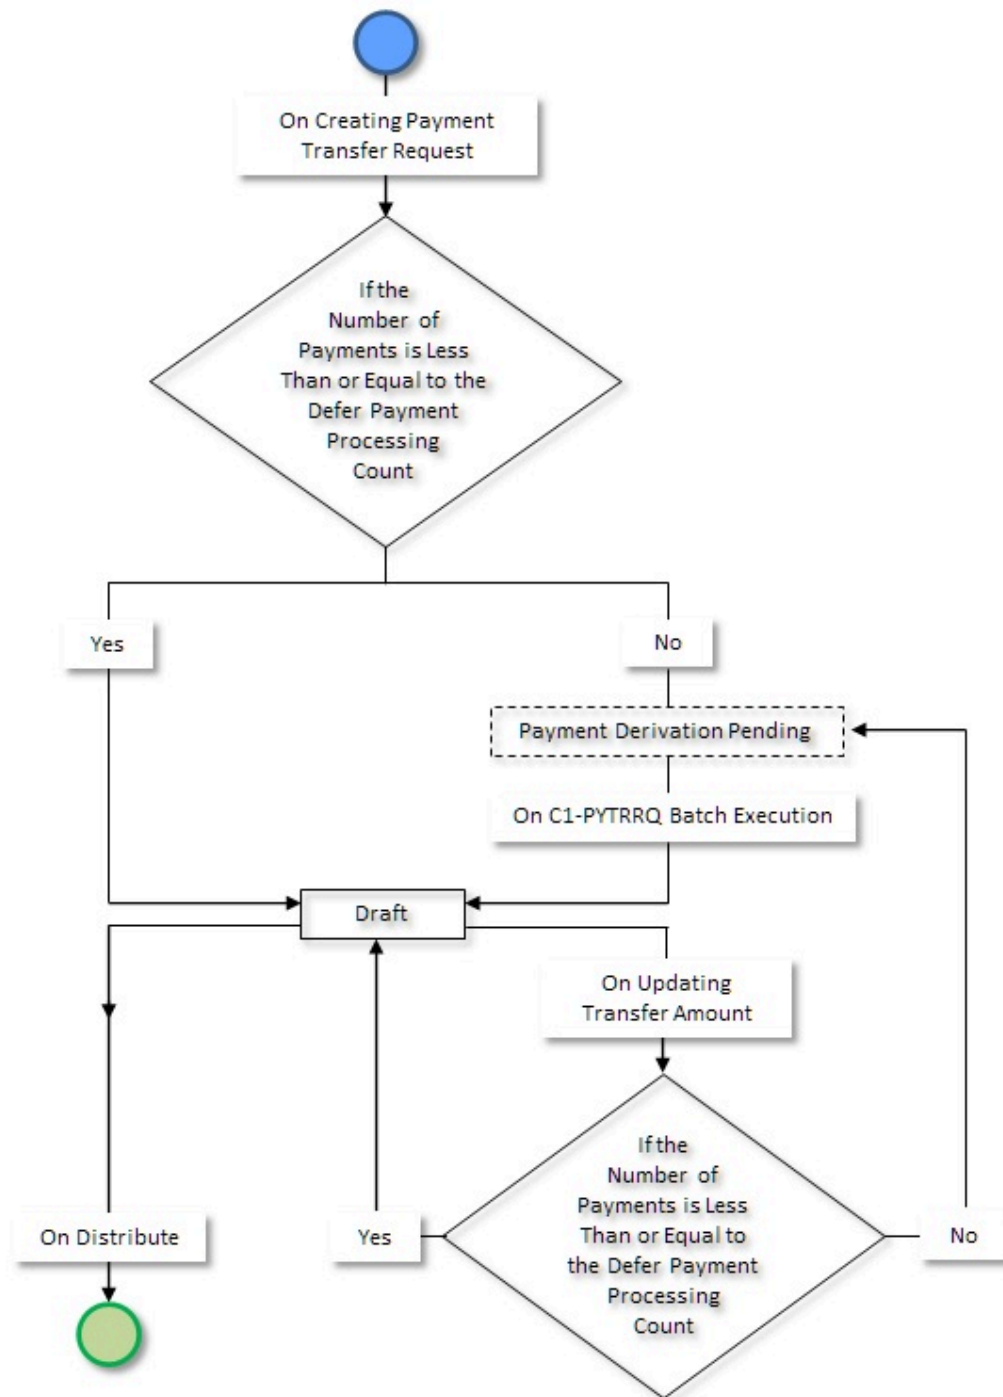 On Creating Payment
Transfer Request
If the
Number of
Payments is Less
Than or Equal to the
Defer Payment
Processing
Count
Yes
No
Payment Derivation Pending
On C1-PYTRRQ Batch Execution
Draft
On Updating
Transfer Amount
If the
Number of
Payments is Less
Than or Equal to
the Defer Payment
Processing
Count
On Distribute
Yes
No